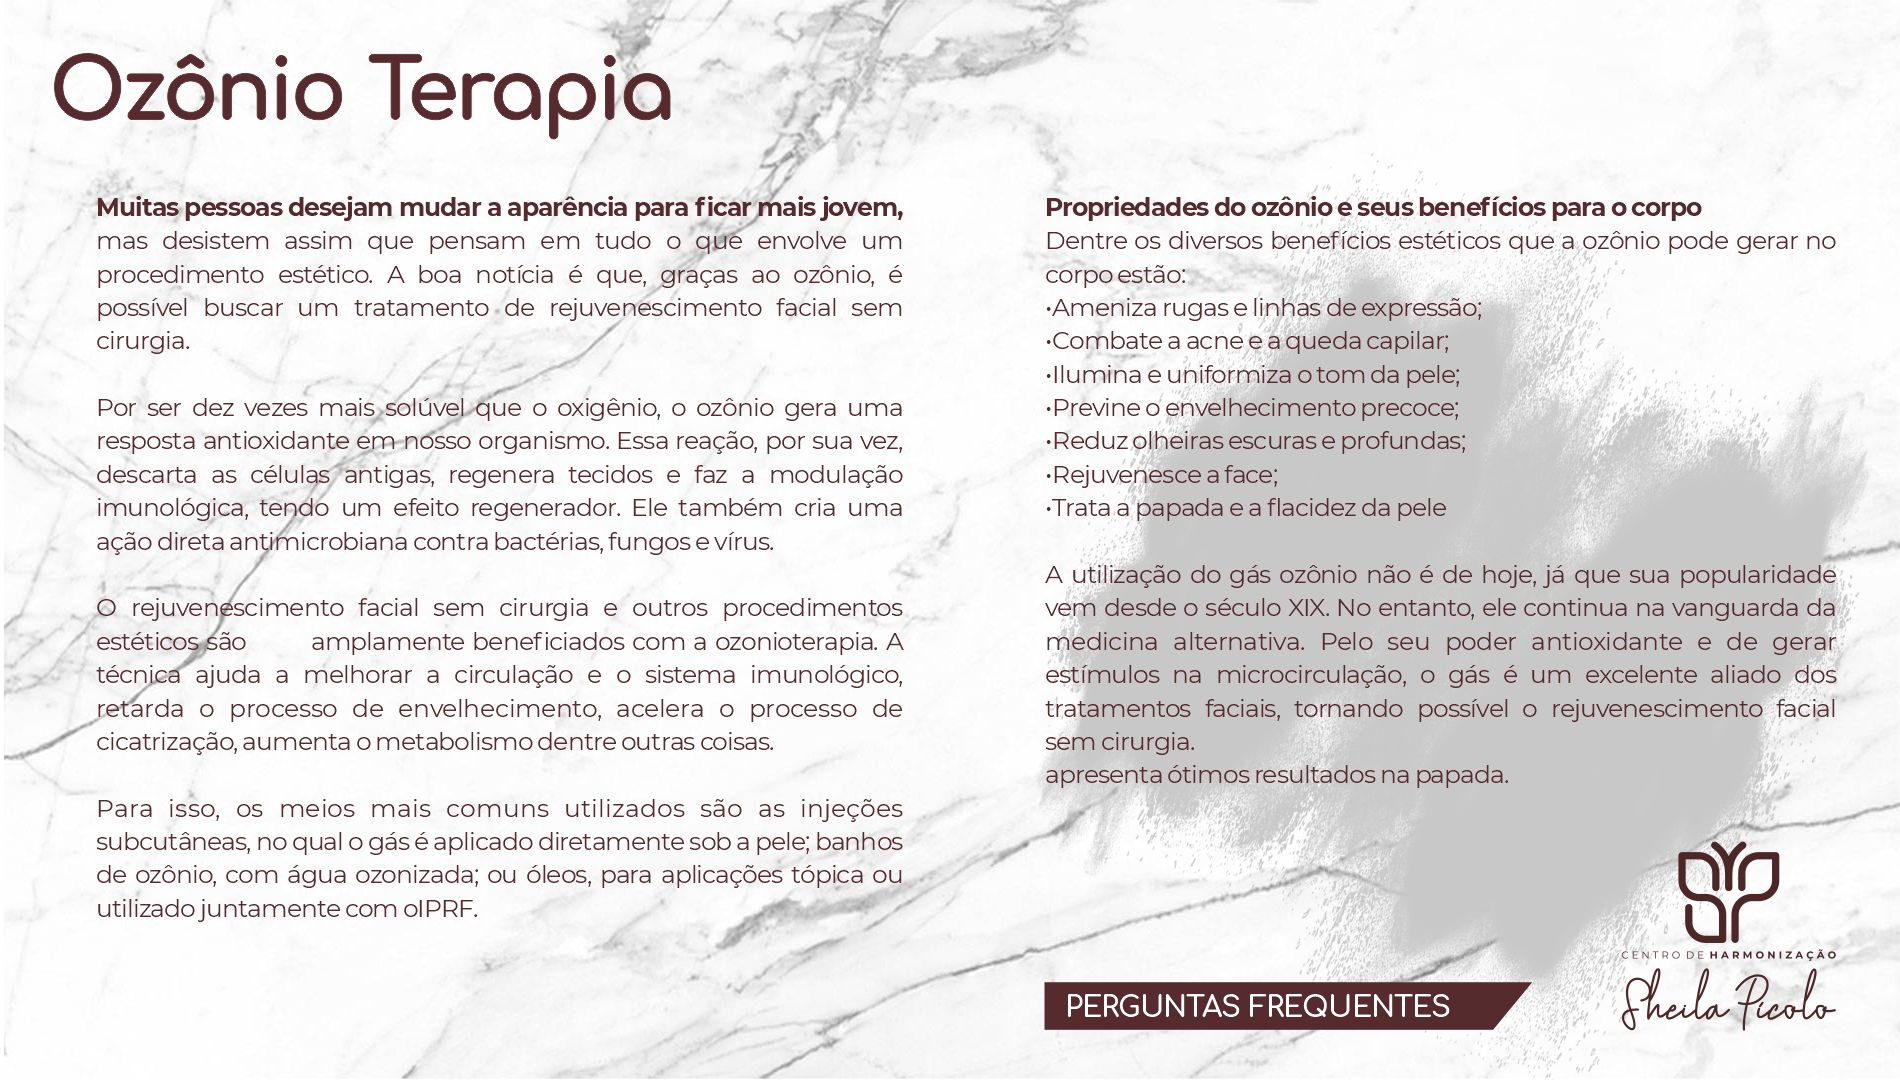 Ozônio Terapia
Muitas pessoas desejam mudar a aparência para ficar mais jovem,
mas desistem assim que pensam em tudo o que envolve um
procedimento estético. A boa notícia é que, graças ao ozônio, é
possível buscar um tratamento de rejuvenescimento facial sem
cirurgia.
Por ser dez vezes mais solúvel que o oxigênio, o ozônio gera uma
resposta antioxidante em nosso organismo. Essa reação, por sua vez,
descarta as células antigas, regenera tecidos e faz a modulação
imunológica, tendo um efeito regenerador. Ele também cria uma
ação direta antimicrobiana contra bactérias, fungos e vírus.
O rejuvenescimento facial sem cirurgia e outros procedimentos
estéticos são amplamente beneficiados com a ozonioterapia. A
técnica ajuda a melhorar a circulação e o sistema imunológico,
retarda o processo de envelhecimento, acelera o processo de
cicatrização, aumenta o metabolismo dentre outras coisas.
Para isso, os meios mais comuns utilizados são as injeções
subcutâneas, no qual o gás é aplicado diretamente sob a pele; banhos
de ozônio, com água ozonizada; ou óleos, para aplicações tópica ou
utilizado juntamente com oIPRF.
Propriedades do ozônio e seus benefícios para o corpo
Dentre os diversos benefícios estéticos que a ozônio pode gerar no
corpo estão:
•Ameniza rugas e linhas de expressão;
•Combate a acne e a queda capilar;
•Ilumina e uniformiza o tom da pele;
•Previne o envelhecimento precoce;
•Reduz olheiras escuras e profundas;
•Rejuvenesce a face;
•Trata a papada e a flacidez da pele
A utilização do gás ozônio não é de hoje, já que sua popularidade
vem desde o século XIX. No entanto, ele continua na vanguarda da
medicina alternativa. Pelo seu poder antioxidante e de gerar
estímulos na microcirculação, o gás é um excelente aliado dos
tratamentos faciais, tornando possível o rejuvenescimento facial
sem cirurgia.
apresenta ótimos resultados na papada.
CENTRO DE HARMONIZAÇÃO
Sheila Pícolo
PERGUNTAS FREQUENTES